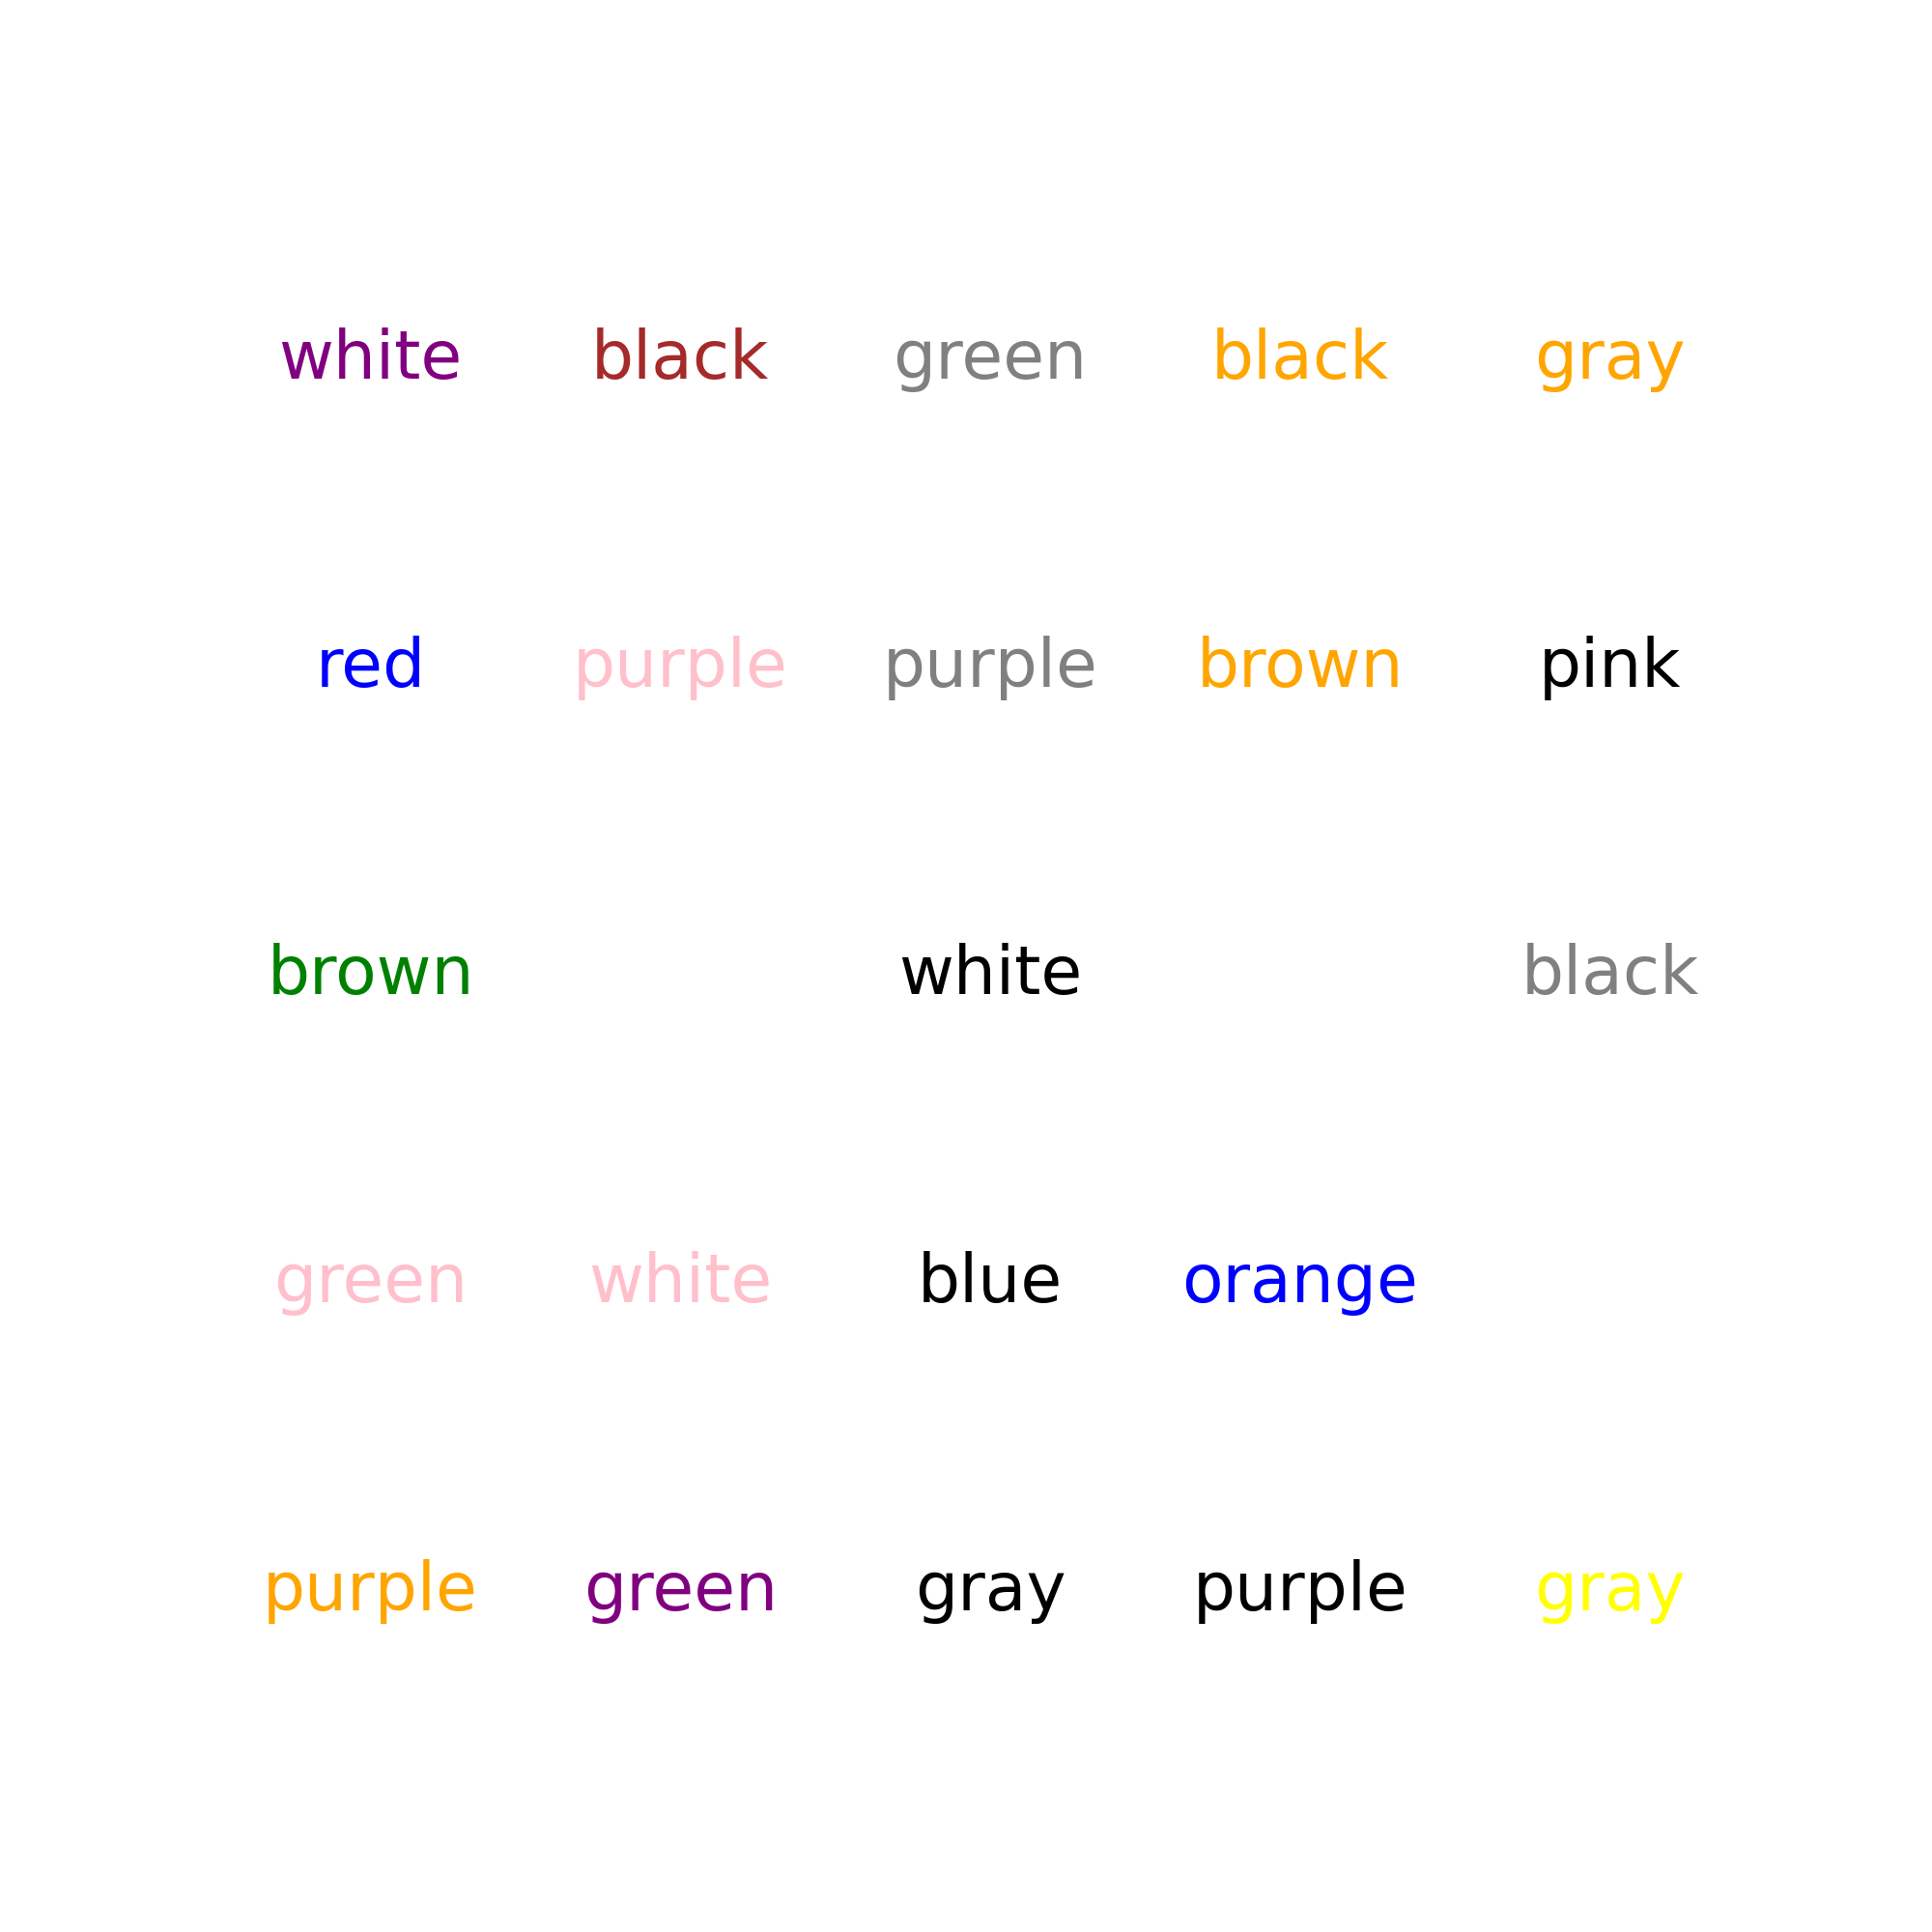 white black green black gray
red purple purple brown pink
brown white black
green white blue orange
purple green gray purple gray